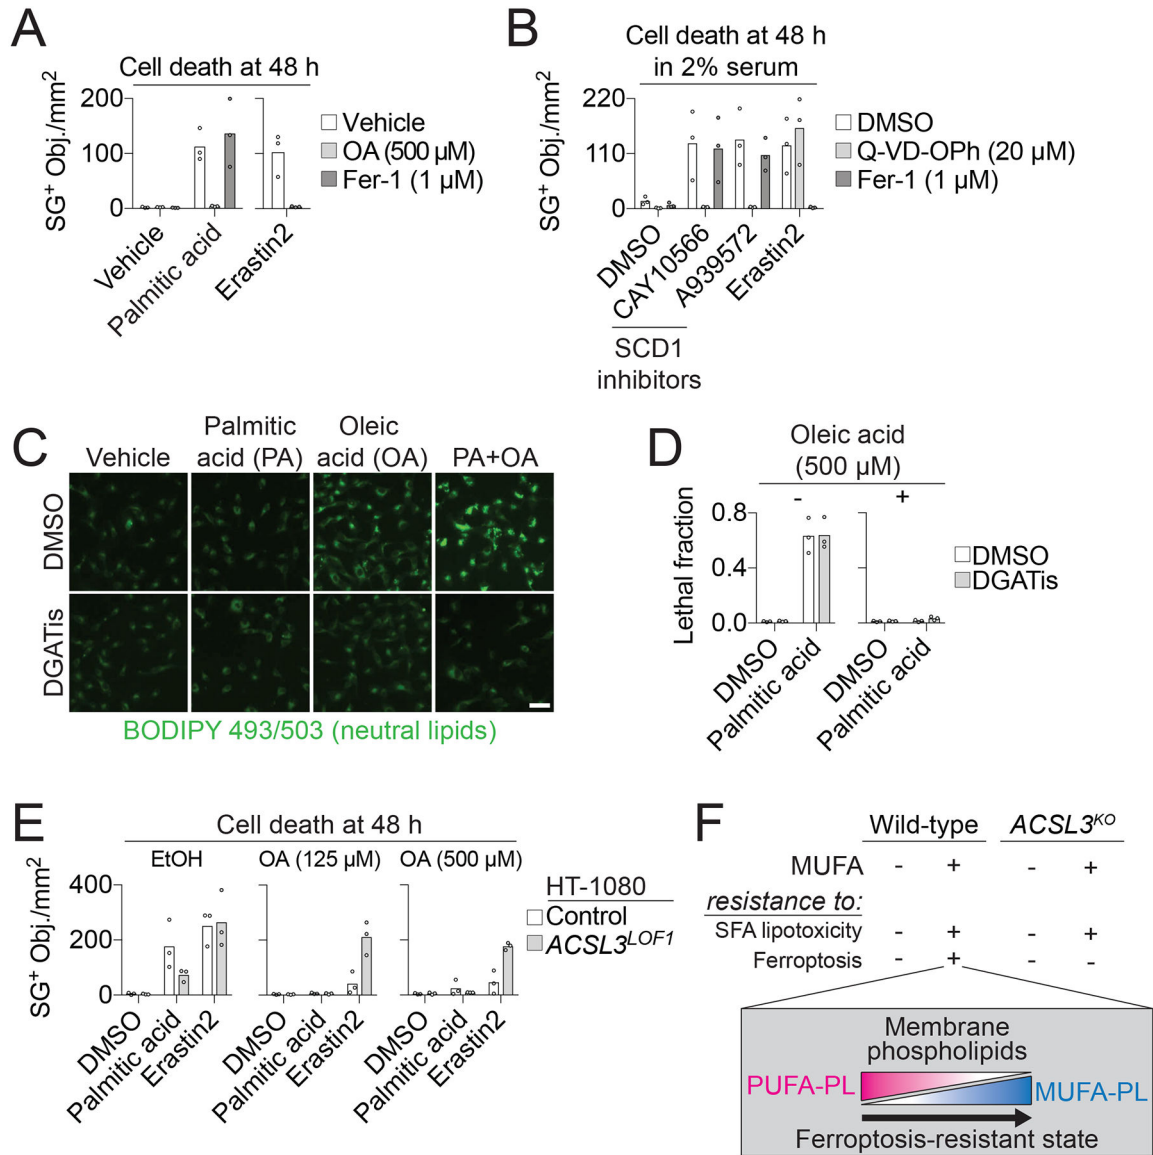 A
Cell death at 48 h
SG+ Obj./mm2
200
100
0
Vehicle
Palmitic acid
Erastin2
Vehicle
OA (500 µM)
Fer-1 (1 µM)
B
Cell death at 48 h
in 2% serum
SG+ Obj./mm2
220
110
0
DMSO
CAY10566
A939572
Erastin2
SCD1
inhibitors
DMSO
Q-VD-OPh (20 µM)
Fer-1 (1 µM)
C
Vehicle
Palmitic
acid (PA)
Oleic
acid (OA)
PA+OA
DMSO
DGATis
BODIPY 493/503 (neutral lipids)
D
Oleic acid
(500 µM)
- +
Lethal fraction
0.8
0.4
0.0
DMSO
Palmitic acid
DMSO
Palmitic acid
DMSO
DGATis
E
Cell death at 48 h
EtOH OA (125 µM) OA (500 µM)
SG+ Obj./mm2
400
200
0
DMSO
Palmitic acid
Erastin2
DMSO
Palmitic acid
Erastin2
DMSO
Palmitic acid
Erastin2
HT-1080
Control
ACSL3LOF1
F
Wild-type ACSL3KO
MUFA - + - +
resistance to:
SFA lipotoxicity - + - +
Ferroptosis - + - -
Membrane
phospholipids
PUFA-PL MUFA-PL
Ferroptosis-resistant state